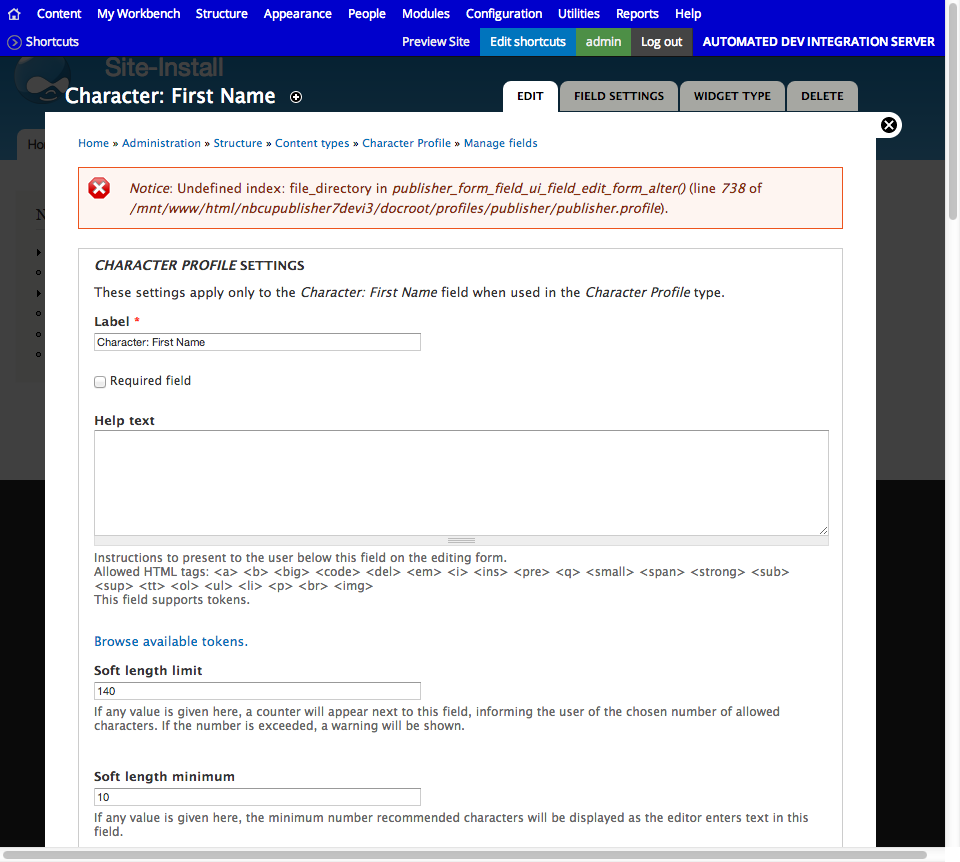 Content My Workbench Structure Appearance People Modules Configuration Utilities Reports Help
Shortcuts Preview Site Edit shortcuts admin Log out AUTOMATED DEV INTEGRATION SERVER
Site-Install
Character: First Name EDIT FIELD SETTINGS WIDGET TYPE DELETE
Home » Administration » Structure » Content types » Character Profile » Manage fields
Notice: Undefined index: file_directory in publisher_form_field_ui_field_edit_form_alter() (line 738 of
/mnt/www/html/nbcupublisher7devi3/docroot/profiles/publisher/publisher.profile).
CHARACTER PROFILE SETTINGS
These settings apply only to the Character: First Name field when used in the Character Profile type.
Label *
Character: First Name
Required field
Help text
Instructions to present to the user below this field on the editing form.
Allowed HTML tags: <a> <b> <big> <code> <del> <em> <i> <ins> <pre> <q> <small> <span> <strong> <sub>
<sup> <tt> <ol> <ul> <li> <p> <br> <img>
This field supports tokens.
Browse available tokens.
Soft length limit
140
If any value is given here, a counter will appear next to this field, informing the user of the chosen number of allowed
characters. If the number is exceeded, a warning will be shown.
Soft length minimum
10
If any value is given here, the minimum number recommended characters will be displayed as the editor enters text in this
field.